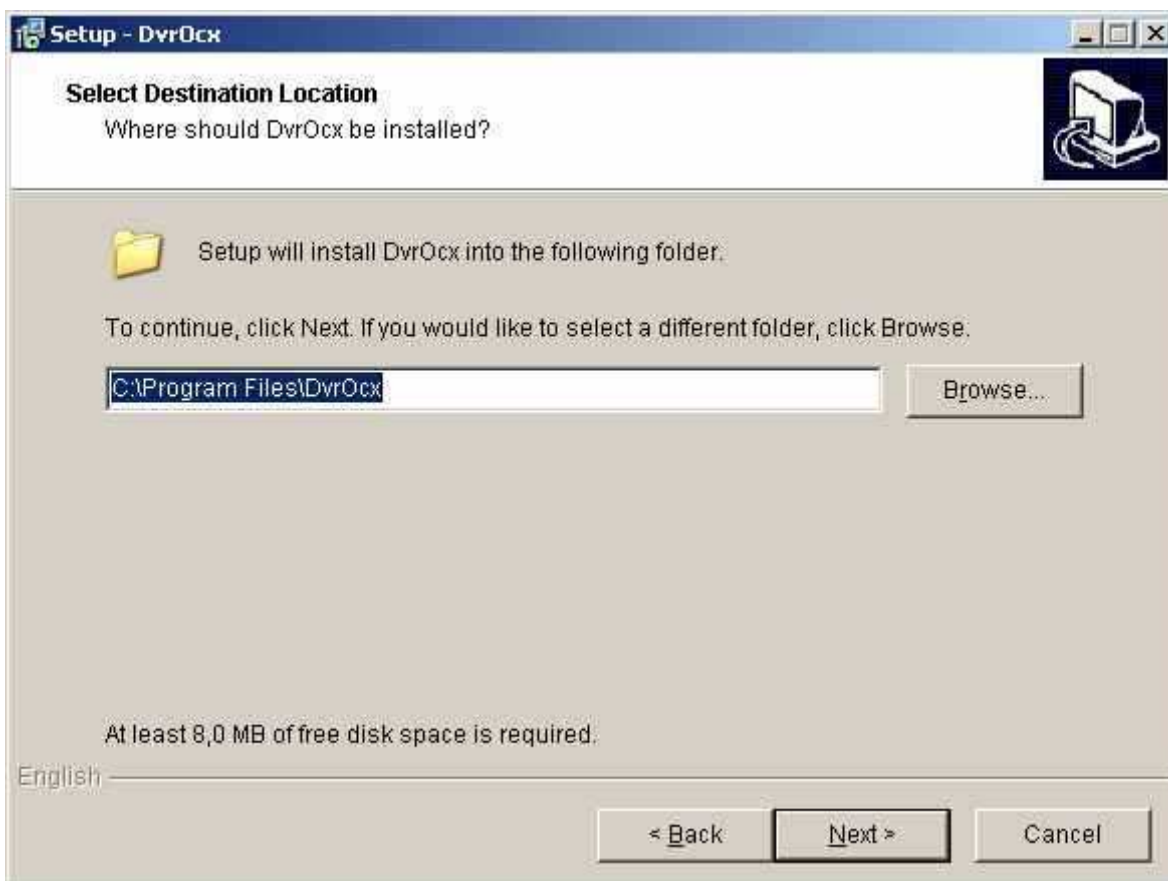 Setup - DvrOcx
Select Destination Location
Where should DvrOcx be installed?
Setup will install DvrOcx into the following folder.
To continue, click Next. If you would like to select a different folder, click Browse.
C:\Program Files\DvrOcx
Browse...
At least 8,0 MB of free disk space is required.
English
< Back
Next >
Cancel